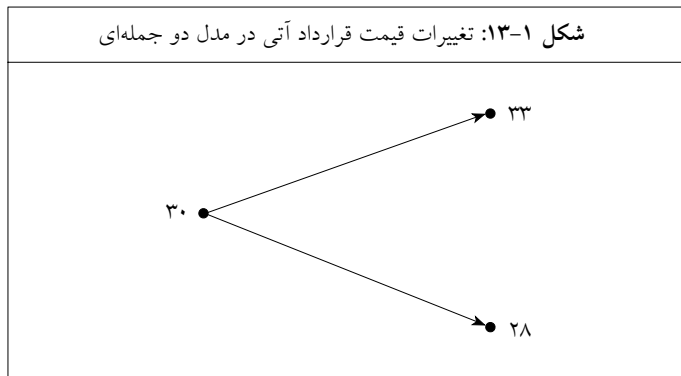 شکل ۱-۱۳: تغییرات قیمت قرارداد آتی در مدل دو جمله‌ای
۳۳
۳۰
۲۸